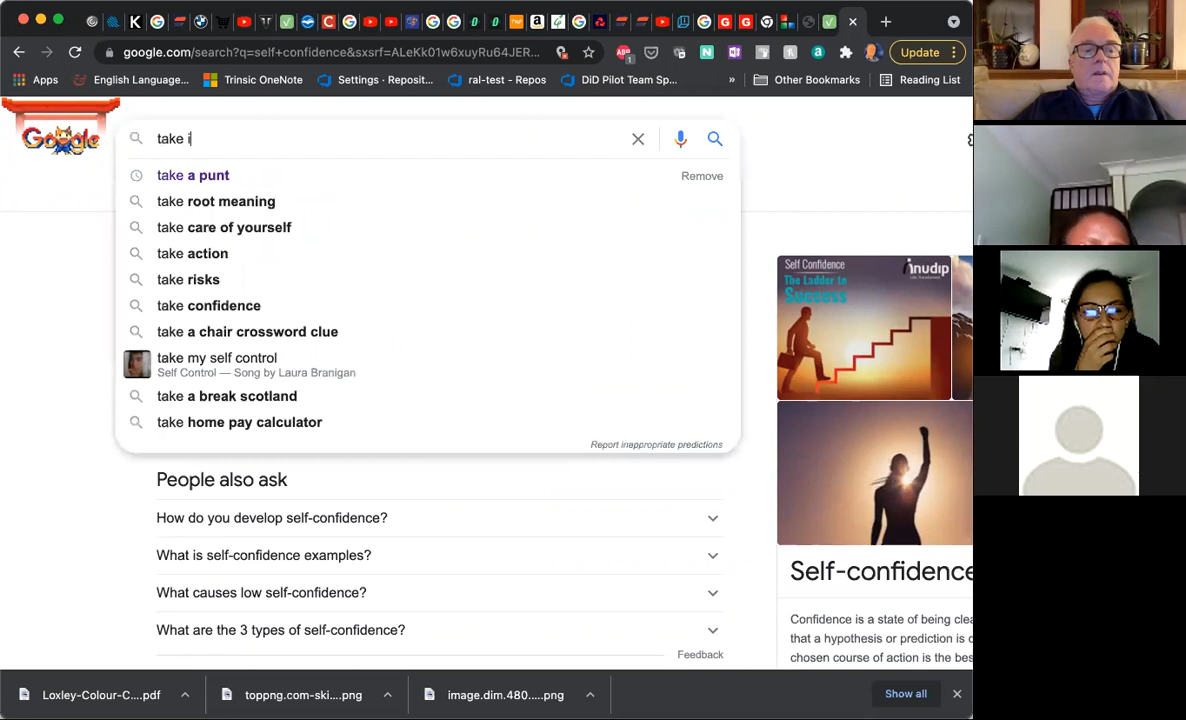 google.com/search?q=self+confidence&sxsrf=ALeKk01w6xuyRu64JER...
Update
Apps
English Language...
Trinsic OneNote
Settings · Reposit...
ral-test - Repos
DiD Pilot Team Sp...
»
Other Bookmarks
Reading List
Google
take i
take a punt
Remove
take root meaning
take care of yourself
take action
take risks
take confidence
take a chair crossword clue
take my self control
Self Control — Song by Laura Branigan
take a break scotland
take home pay calculator
Report inappropriate predictions
People also ask
How do you develop self-confidence?
What is self-confidence examples?
What causes low self-confidence?
What are the 3 types of self-confidence?
Feedback
Self Confidence
The Ladder to
Success
inudip
Self-confidence
Confidence is a state of being clea
that a hypothesis or prediction is c
chosen course of action is the bes
Loxley-Colour-C....pdf
toppng.com-ski....png
image.dim.480.....png
Show all